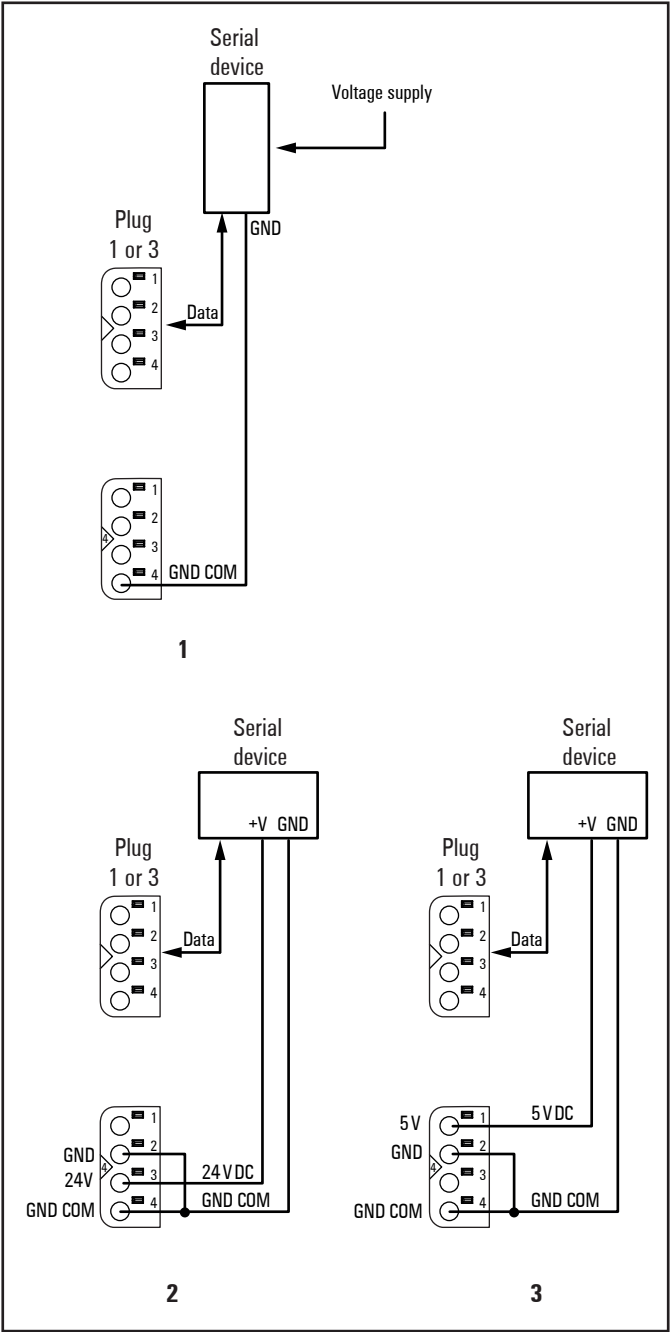 Serial
device
Voltage supply
GND
Plug
1 or 3
1
2
3
4
Data
1
2
3
4
4
GND COM
1
Serial
device
+V GND
Plug
1 or 3
1
2
3
4
Data
1
2
3
4
4
GND
24V
GND COM
24 V DC
GND COM
2
Serial
device
+V GND
Plug
1 or 3
1
2
3
4
Data
1
2
3
4
4
5 V
GND
GND COM
5 V DC
GND COM
3